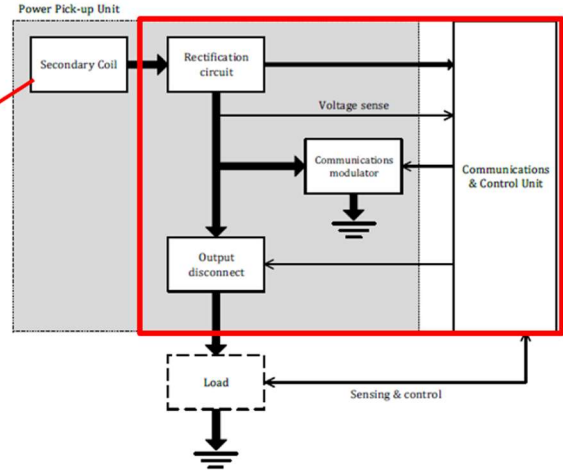 Power Pick-up Unit
Secondary Coil
Rectification
circuit
Voltage sense
Communications
modulator
Communications
& Control Unit
Output
disconnect
Load
Sensing & control